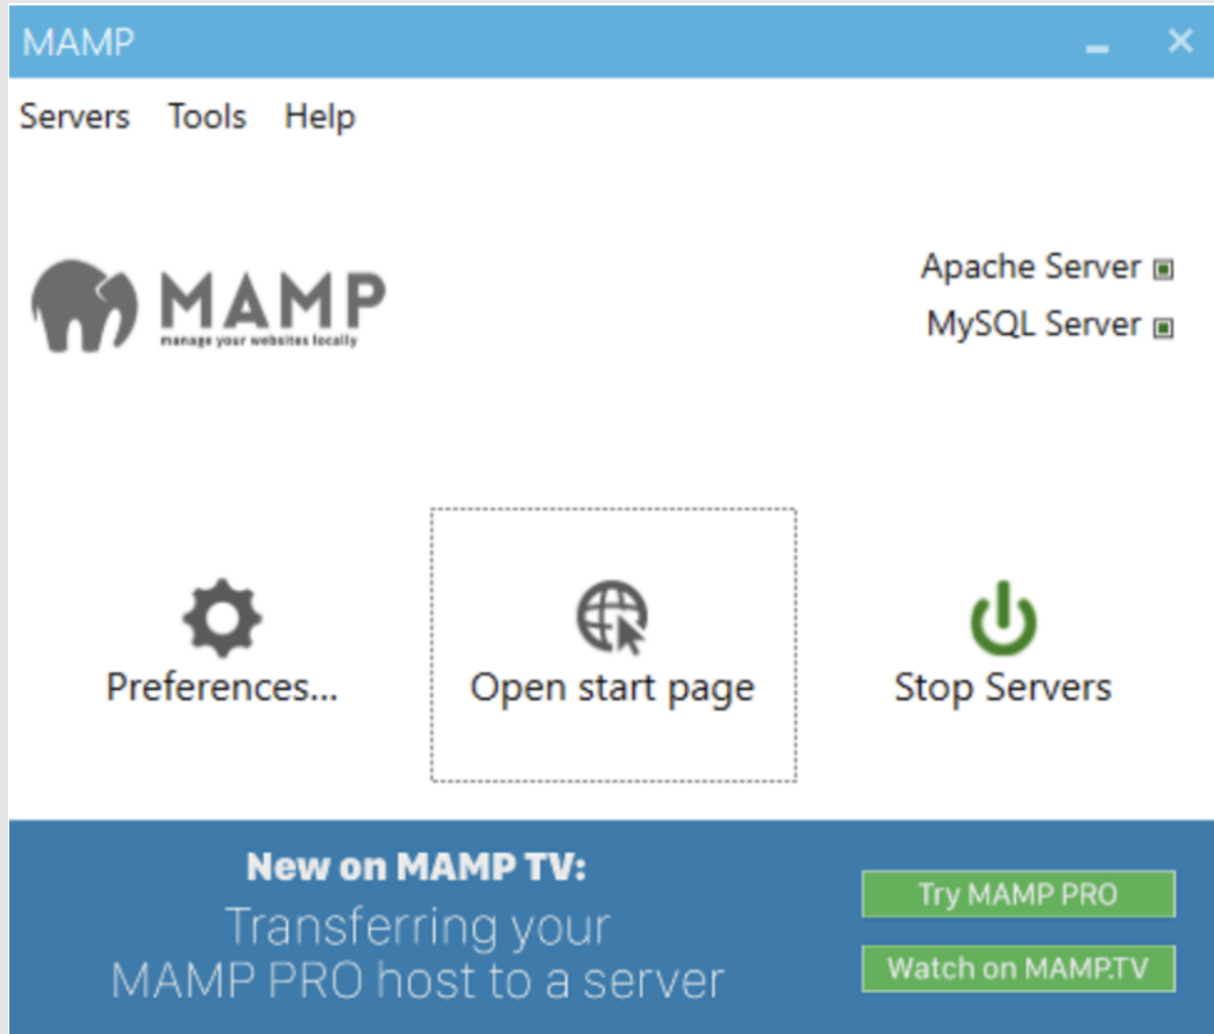 MAMP
Servers Tools Help
MAMP
manage your websites locally
Apache Server
MySQL Server
Preferences...
Open start page
Stop Servers
New on MAMP TV:
Transferring your
MAMP PRO host to a server
Try MAMP PRO
Watch on MAMP.TV